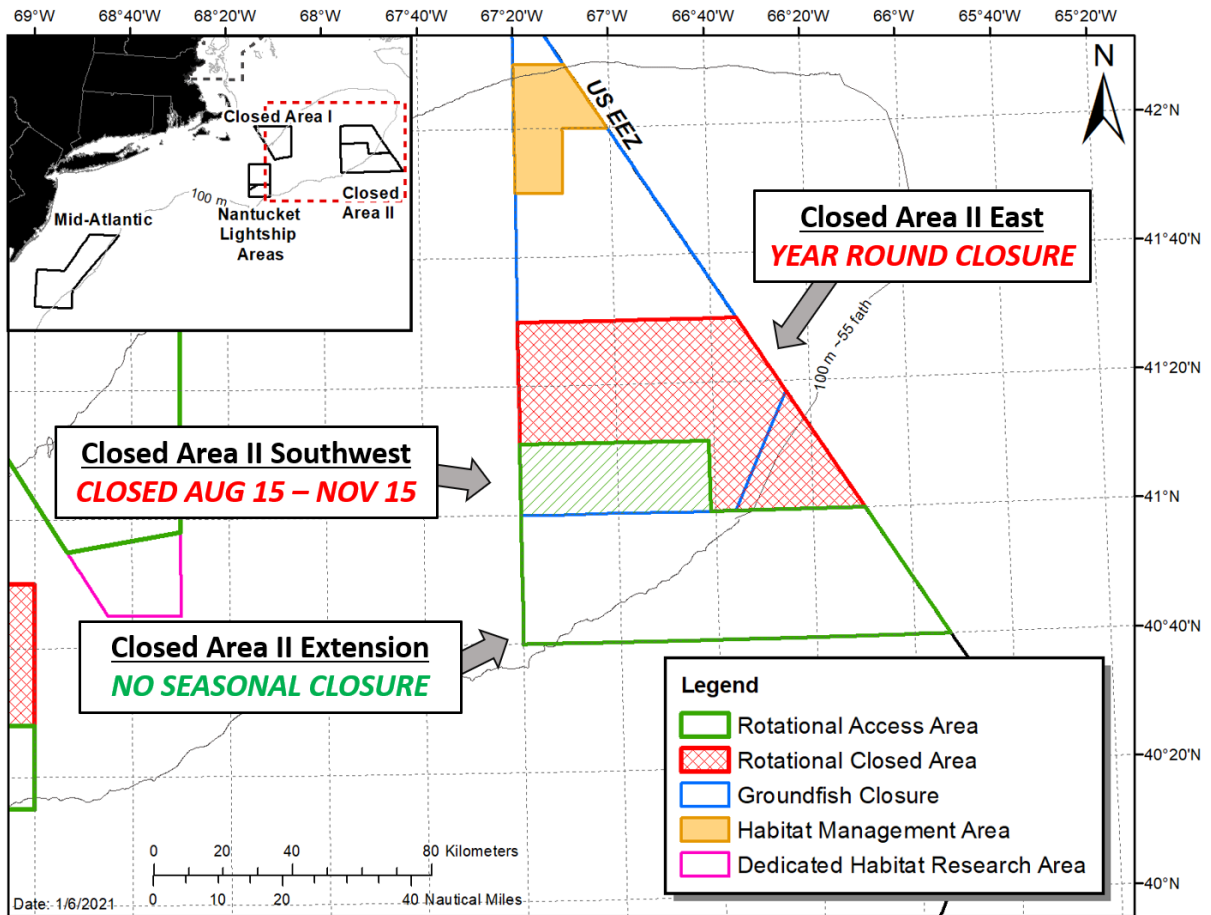 69°W
68°40'W
68°20'W
68°W
67°40'W
67°20'W
67°W
66°40'W
66°20'W
66°W
65°40'W
65°20'W
N
42°N
41°40'N
41°20'N
41°N
40°40'N
40°20'N
40°N
Closed Area I
100 m
Mid-Atlantic
Nantucket
Lightship
Areas
Closed
Area II
US EEZ
Closed Area II East
YEAR ROUND CLOSURE
100 m ~55 fath
Closed Area II Southwest
CLOSED AUG 15 – NOV 15
Closed Area II Extension
NO SEASONAL CLOSURE
Legend
Rotational Access Area
Rotational Closed Area
Groundfish Closure
Habitat Management Area
Dedicated Habitat Research Area
0 20 40 80 Kilometers
0 10 20 40 Nautical Miles
Date: 1/6/2021